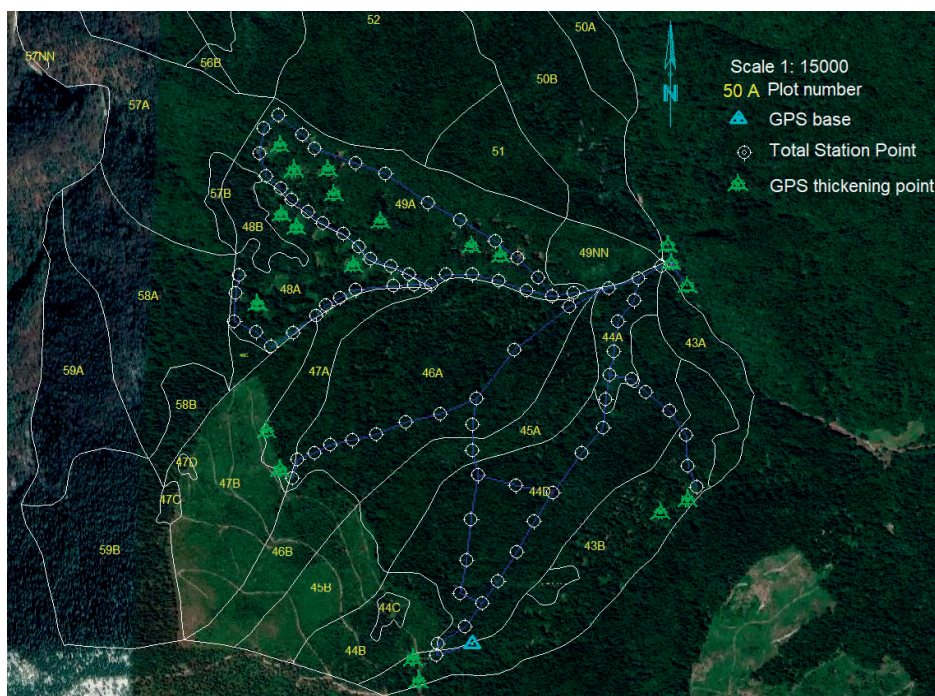 52
50A
57NN
56B
50B
Scale 1: 15000
50 A Plot number
N
GPS base
57A
51
Total Station Point
GPS thickening point
57B
49A
48B
49NN
48A
58A
44A
43A
47A
46A
59A
58B
45A
47D
47B
44D
47C
43B
59B
46B
45B
44C
44B